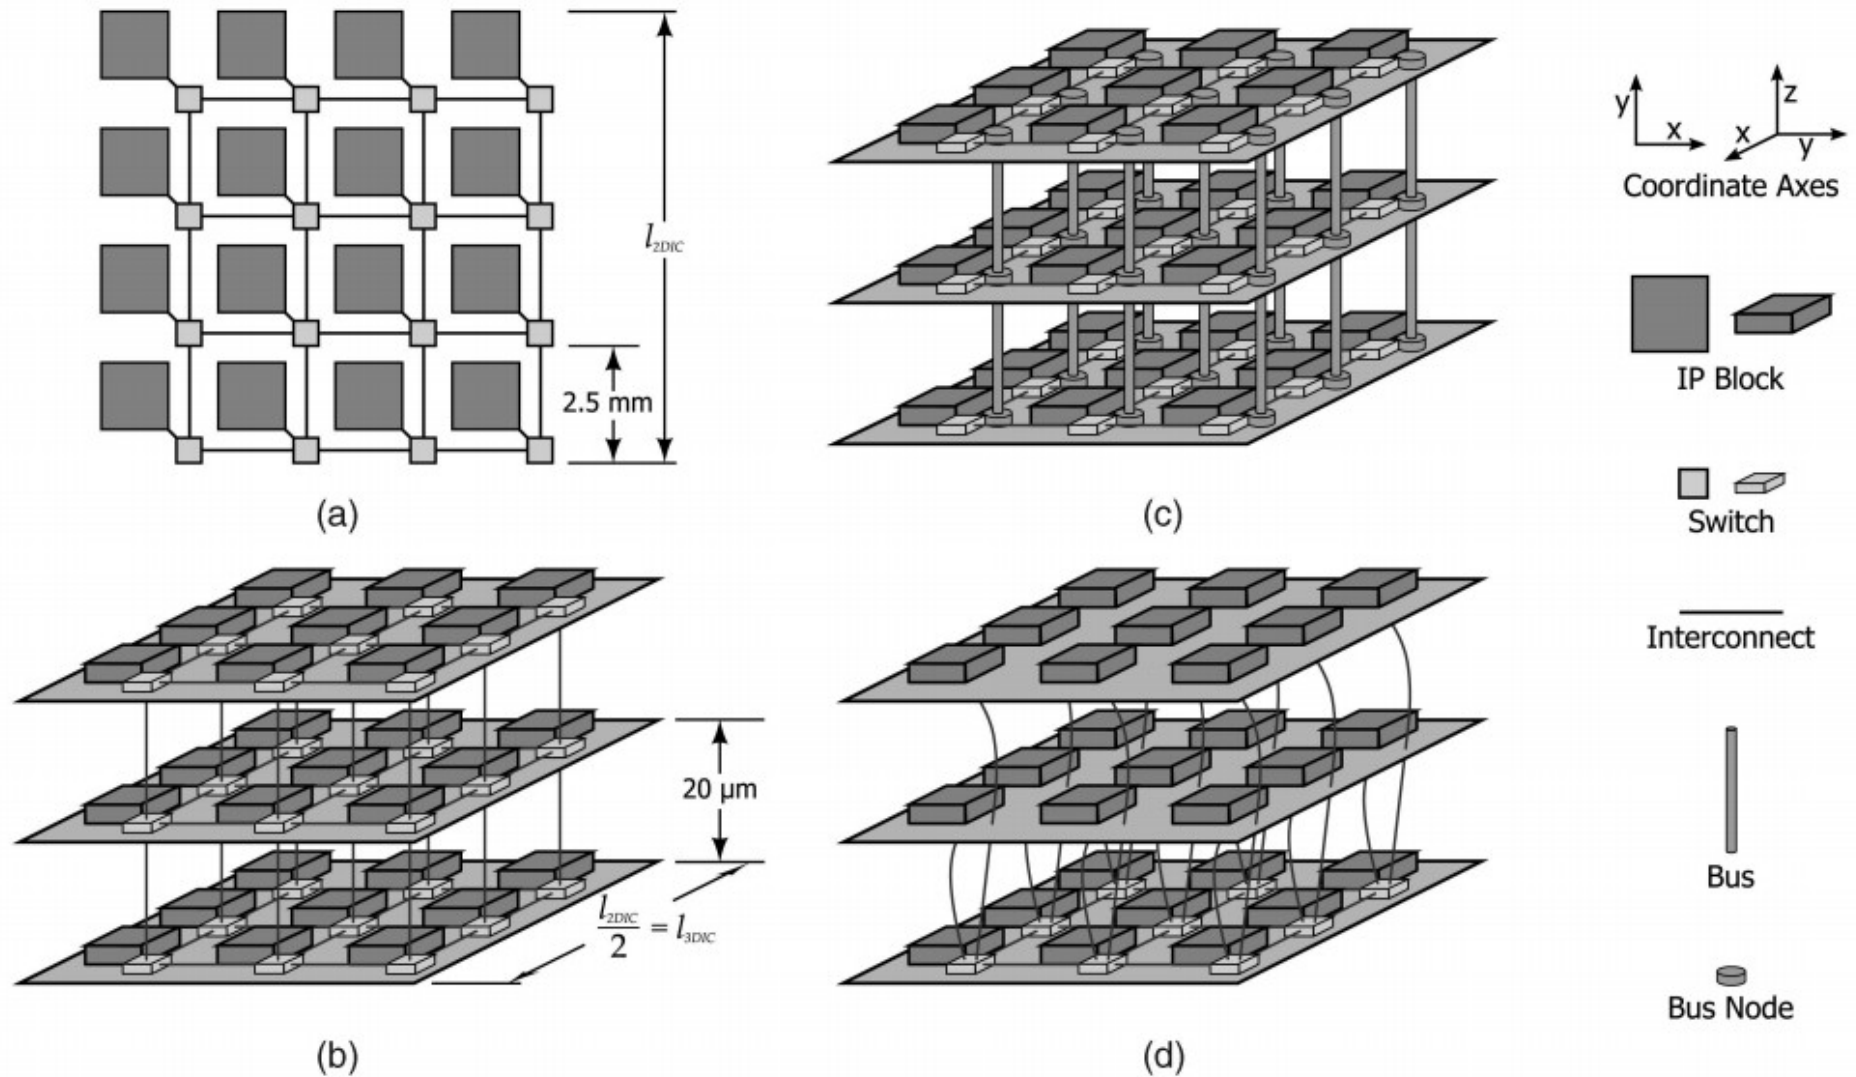 l2DIC
2.5 mm
(a)
(c)
y
x
z
x
y
Coordinate Axes
IP Block
Switch
Interconnect
Bus
Bus Node
20 µm
l2DIC
2
= l3DIC
(b)
(d)